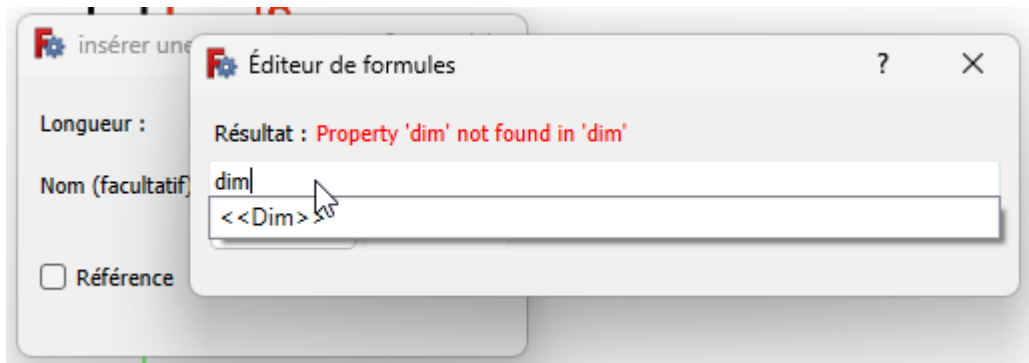 insérer une
Éditeur de formules
?
Longueur :
Résultat : Property 'dim' not found in 'dim'
Nom (facultatif)
dim
<<Dim>>
Référence